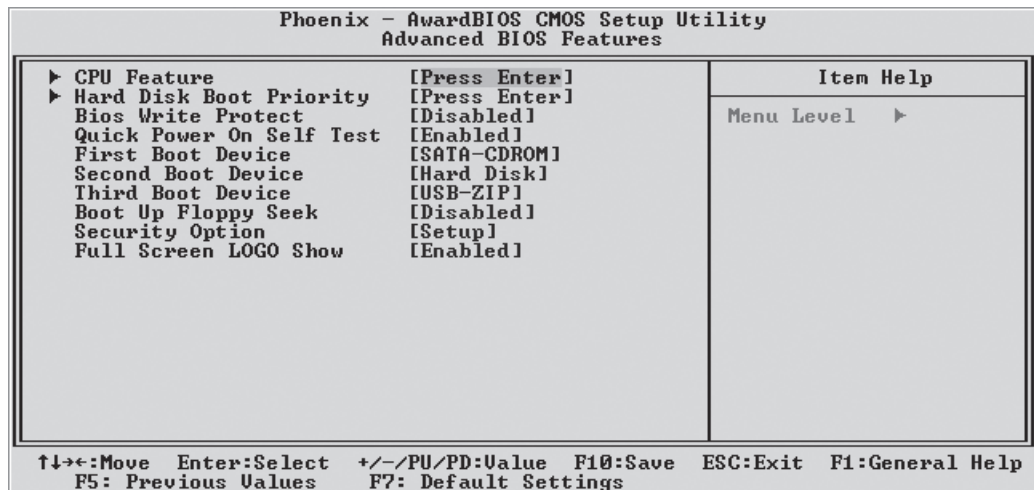 Phoenix - AwardBIOS CMOS Setup Utility
Advanced BIOS Features
▶ CPU Feature [Press Enter]
▶ Hard Disk Boot Priority [Press Enter]
Bios Write Protect [Disabled]
Quick Power On Self Test [Enabled]
First Boot Device [SATA-CDROM]
Second Boot Device [Hard Disk]
Third Boot Device [USB-ZIP]
Boot Up Floppy Seek [Disabled]
Security Option [Setup]
Full Screen LOGO Show [Enabled]
Item Help
Menu Level ▶
↑↓→←:Move Enter:Select +/-/PU/PD:Value F10:Save ESC:Exit F1:General Help
F5: Previous Values F7: Default Settings